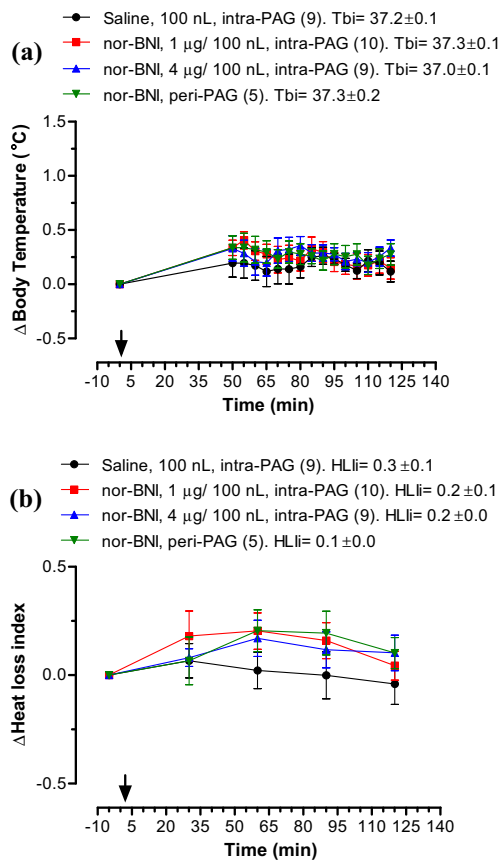 (a)
Saline, 100 nL, intra-PAG (9). Tbi= 37.2±0.1
nor-BNI, 1 μg/ 100 nL, intra-PAG (10). Tbi= 37.3±0.1
nor-BNI, 4 μg/ 100 nL, intra-PAG (9). Tbi= 37.0±0.1
nor-BNI, peri-PAG (5). Tbi= 37.3±0.2
Δ Body Temperature (°C)
1.5
1.0
0.5
0.0
-0.5
-10 5 20 35 50 65 80 95 110 125 140
Time (min)
(b)
Saline, 100 nL, intra-PAG (9). HLIi= 0.3±0.1
nor-BNI, 1 μg/ 100 nL, intra-PAG (10). HLIi= 0.2±0.1
nor-BNI, 4 μg/ 100 nL, intra-PAG (9). HLIi= 0.2±0.0
nor-BNI, peri-PAG (5). HLIi= 0.1±0.0
ΔHeat loss index
0.5
0.0
-0.5
-10 5 20 35 50 65 80 95 110 125 140
Time (min)